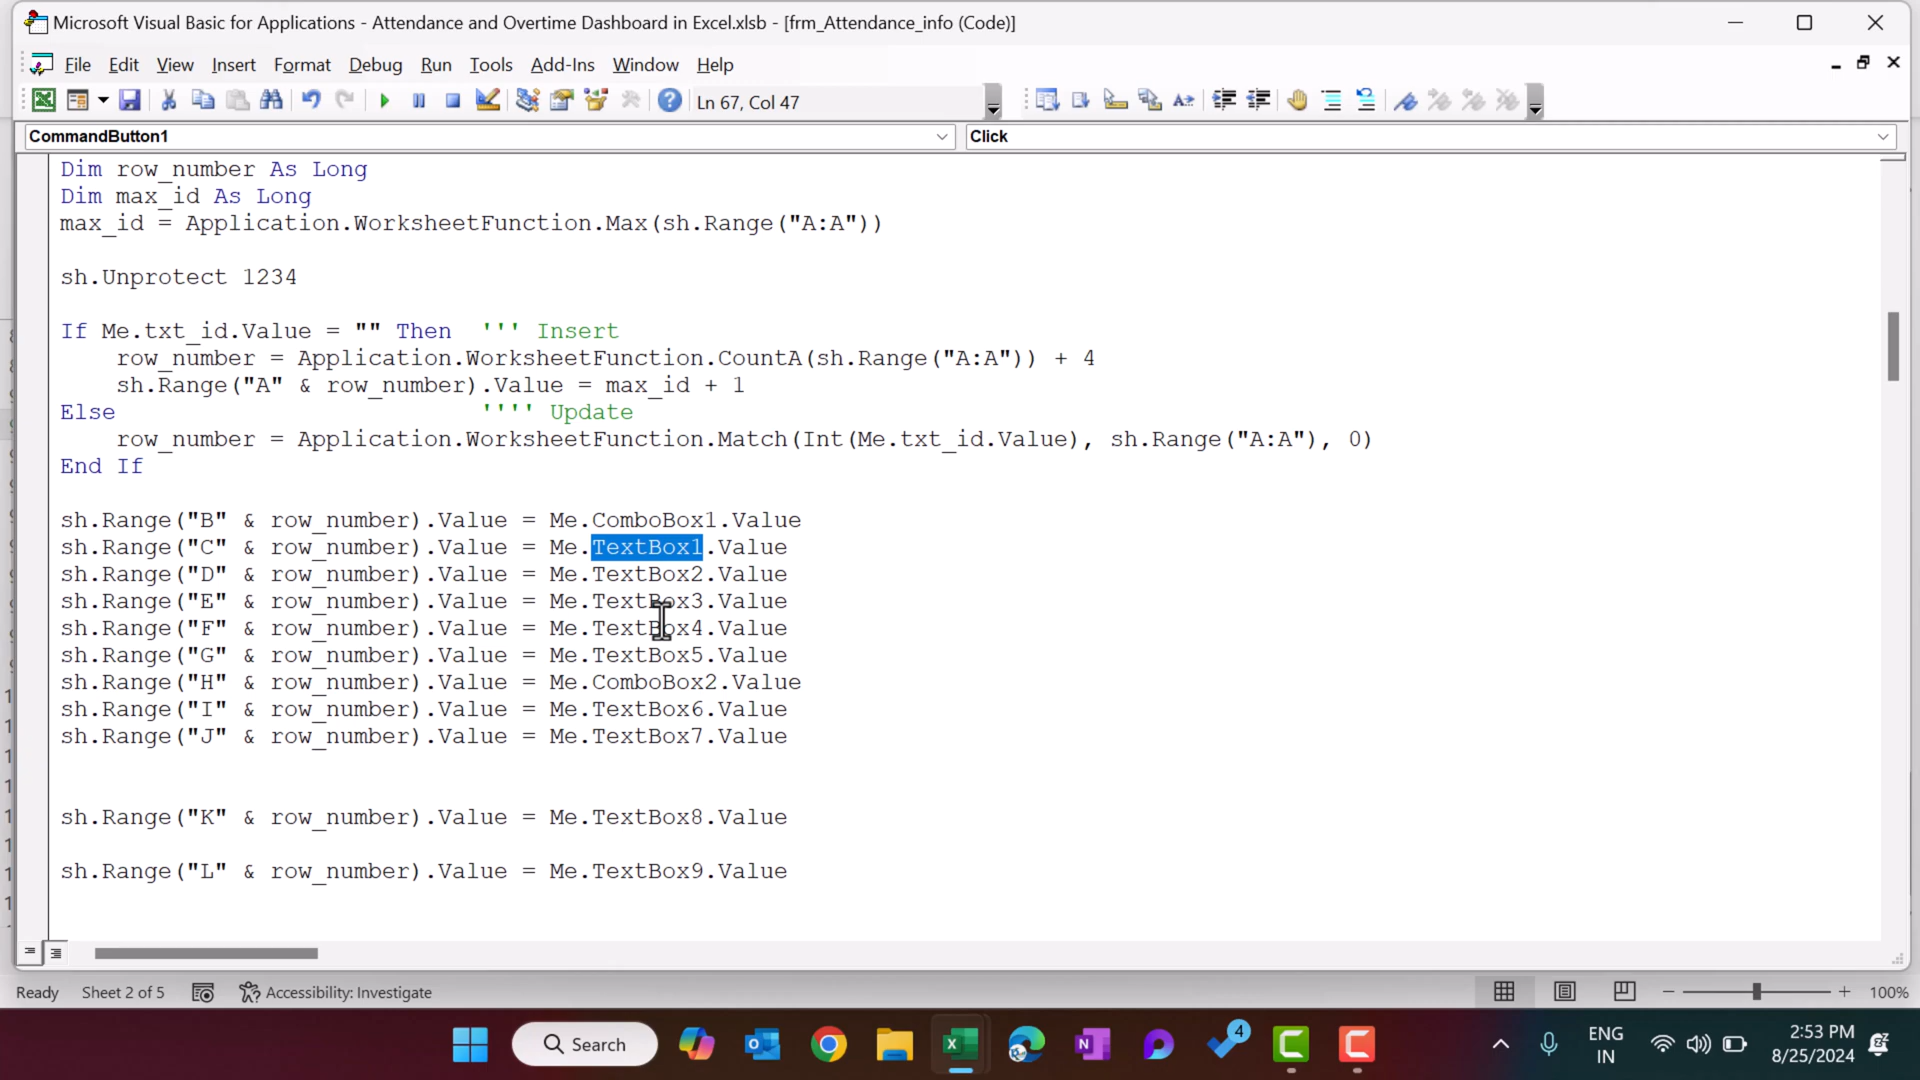 Microsoft Visual Basic for Applications - Attendance and Overtime Dashboard in Excel.xlsb - [frm_Attendance_info (Code)]
File Edit View Insert Format Debug Run Tools Add-Ins Window Help
Ln 67, Col 47
CommandButton1 Click
Dim row_number As Long
Dim max_id As Long
max_id = Application.WorksheetFunction.Max(sh.Range("A:A"))
sh.Unprotect 1234
If Me.txt_id.Value = "" Then ''' Insert
row_number = Application.WorksheetFunction.CountA(sh.Range("A:A")) + 4
sh.Range("A" & row_number).Value = max_id + 1
Else '''' Update
row_number = Application.WorksheetFunction.Match(Int(Me.txt_id.Value), sh.Range("A:A"), 0)
End If
sh.Range("B" & row_number).Value = Me.ComboBox1.Value
sh.Range("C" & row_number).Value = Me.TextBox1.Value
sh.Range("D" & row_number).Value = Me.TextBox2.Value
sh.Range("E" & row_number).Value = Me.TextBox3.Value
sh.Range("F" & row_number).Value = Me.TextBox4.Value
sh.Range("G" & row_number).Value = Me.TextBox5.Value
sh.Range("H" & row_number).Value = Me.ComboBox2.Value
sh.Range("I" & row_number).Value = Me.TextBox6.Value
sh.Range("J" & row_number).Value = Me.TextBox7.Value
sh.Range("K" & row_number).Value = Me.TextBox8.Value
sh.Range("L" & row_number).Value = Me.TextBox9.Value
Ready Sheet 2 of 5 Accessibility: Investigate 100%
Search 4 ENG IN 2:53 PM 8/25/2024